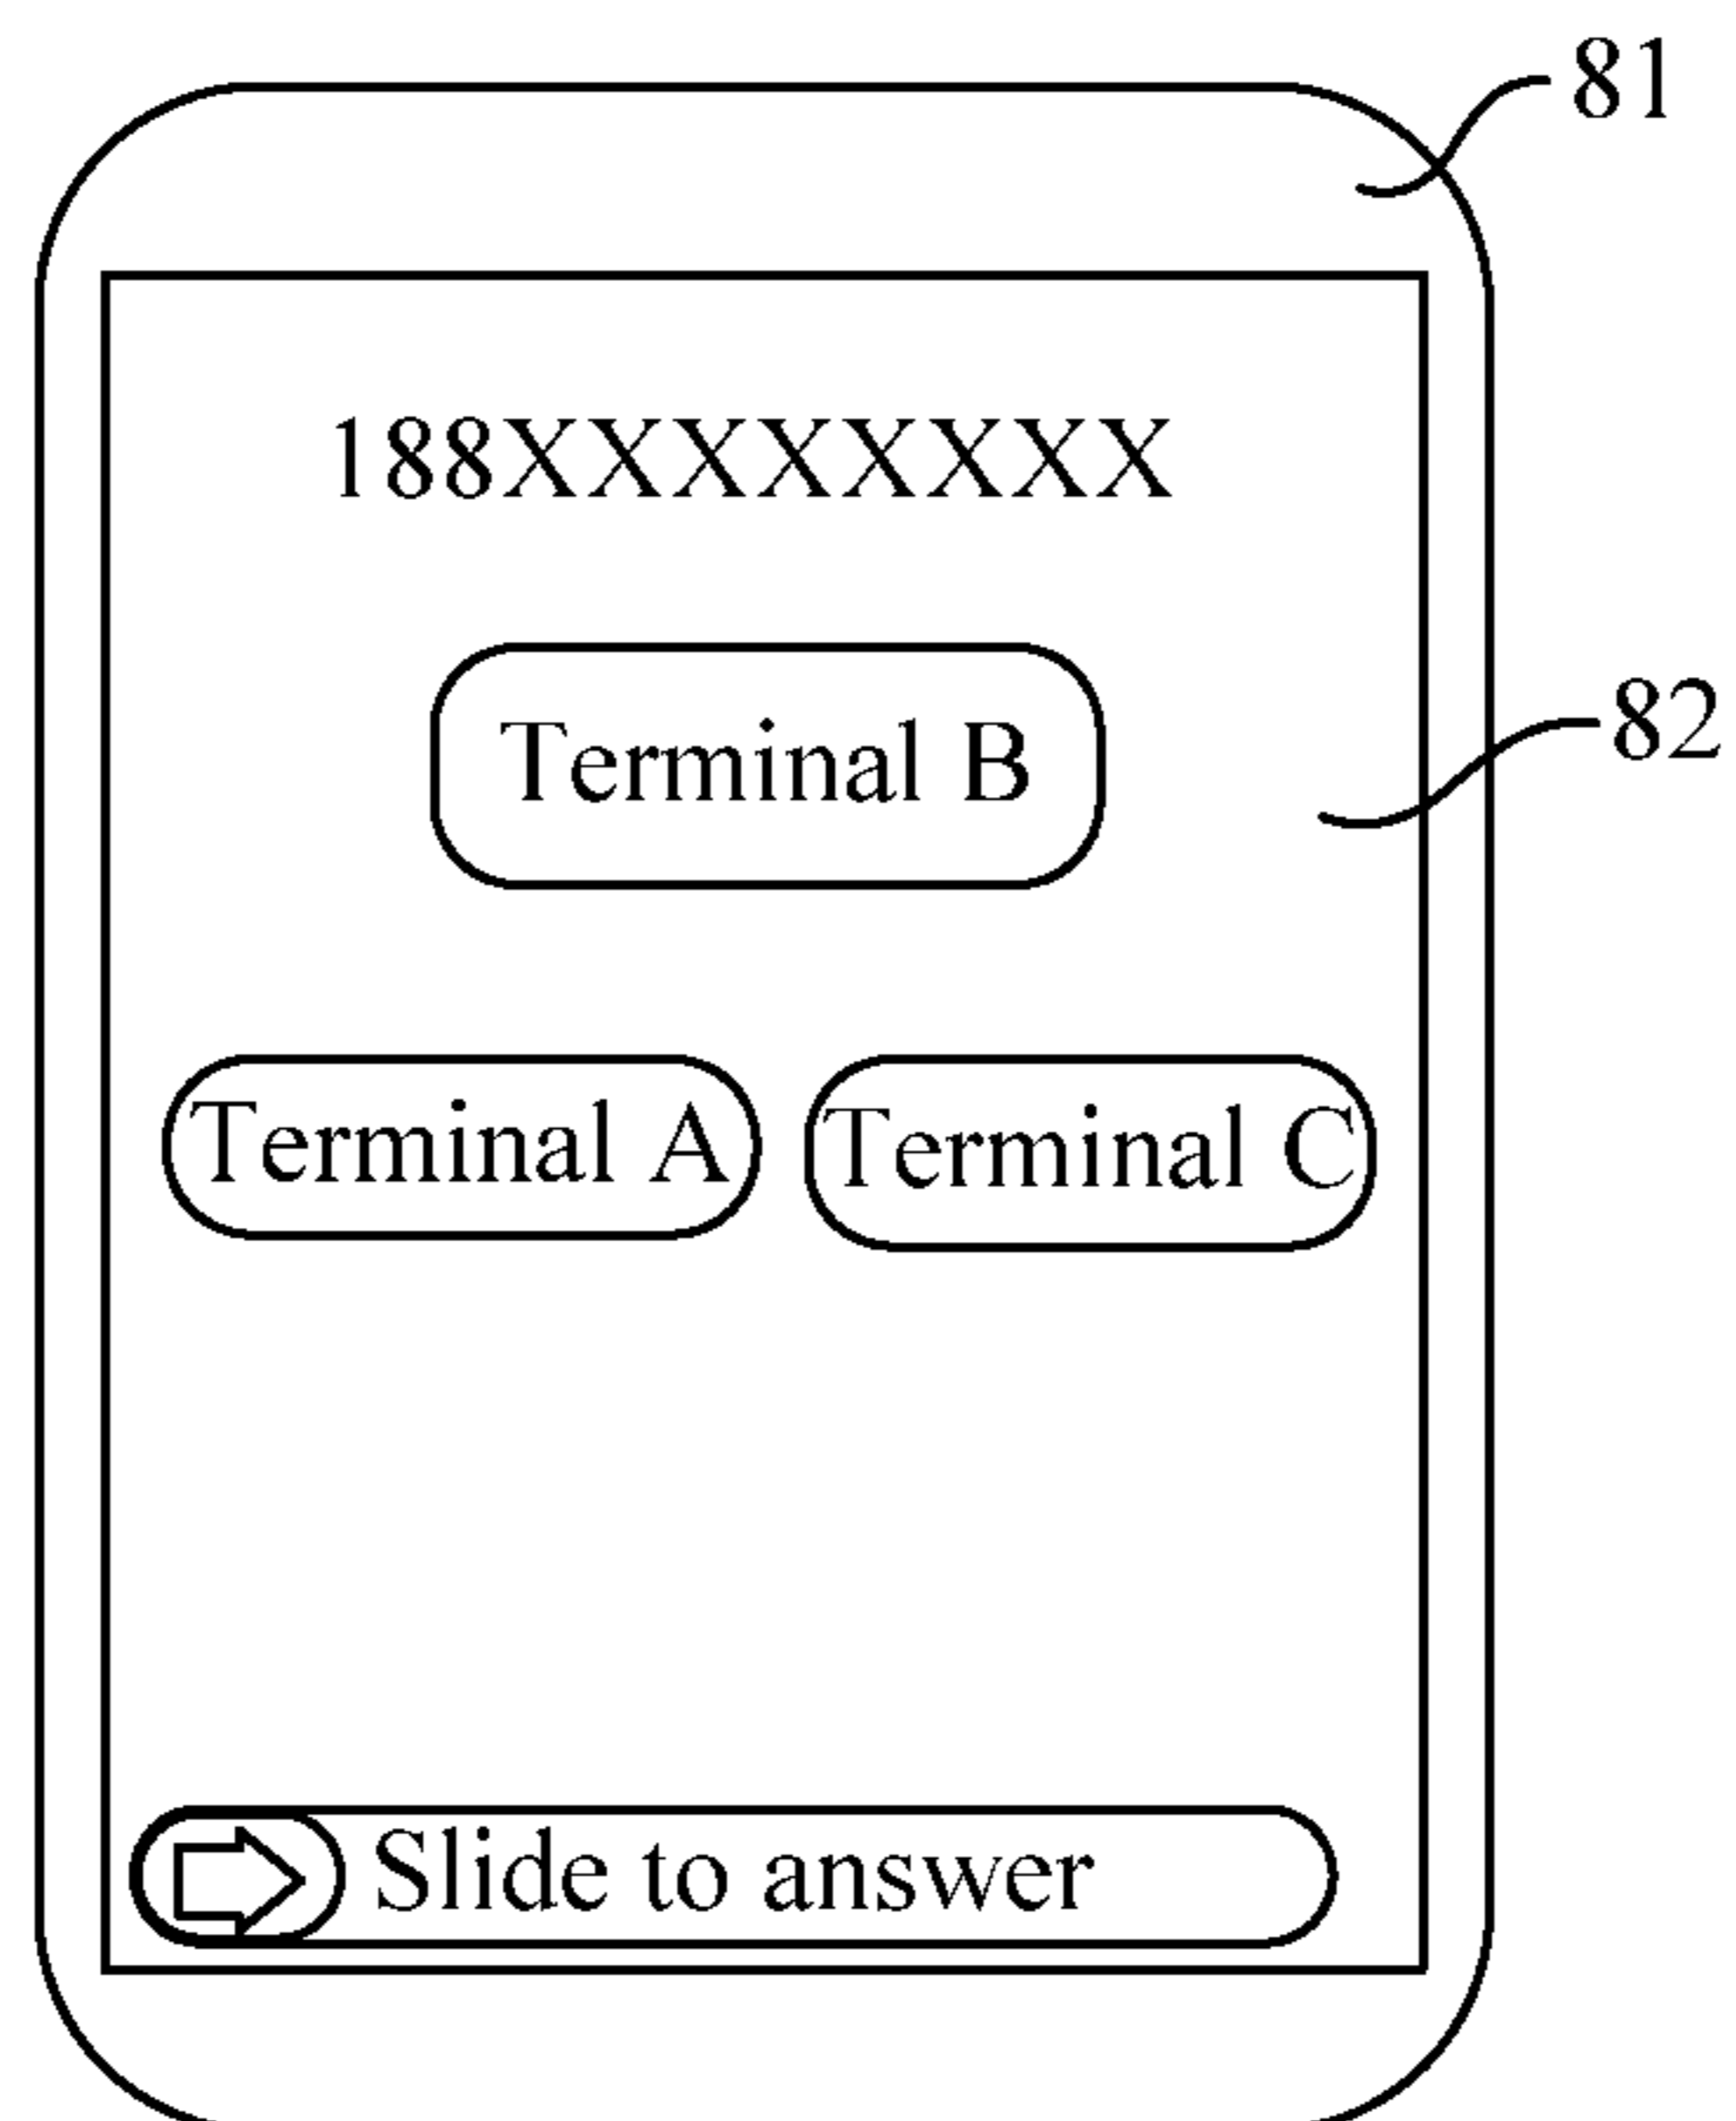 81
188XXXXXXXX
Terminal B
82
Terminal A
Terminal C
Slide to answer